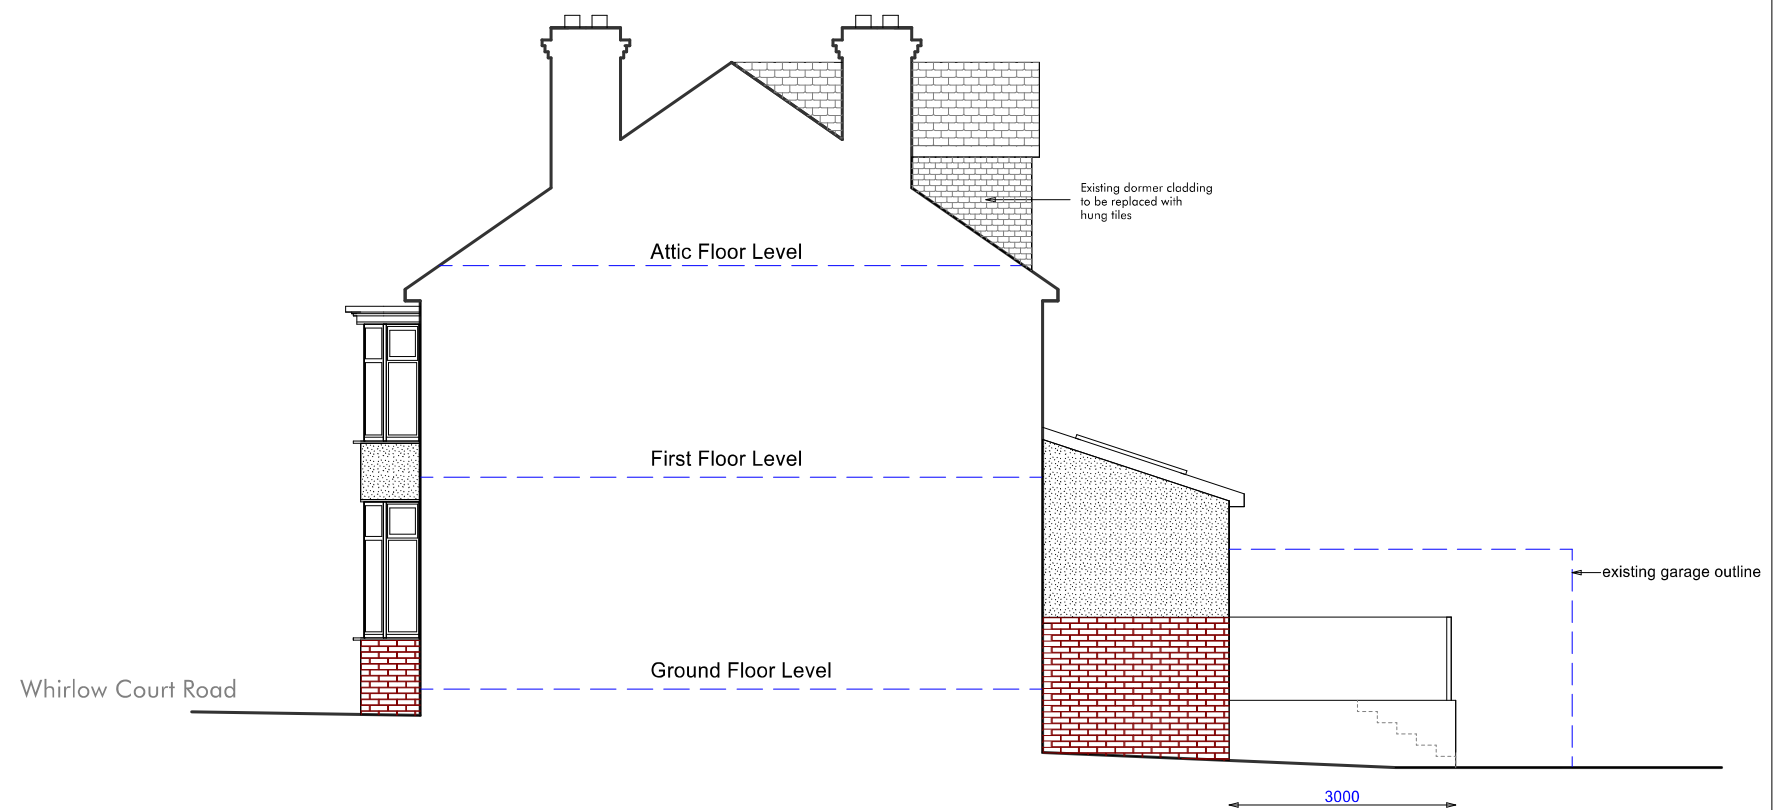 Existing dormer cladding
to be replaced with
hung tiles
Attic Floor Level
First Floor Level
existing garage outline
Ground Floor Level
Whirlow Court Road
3000